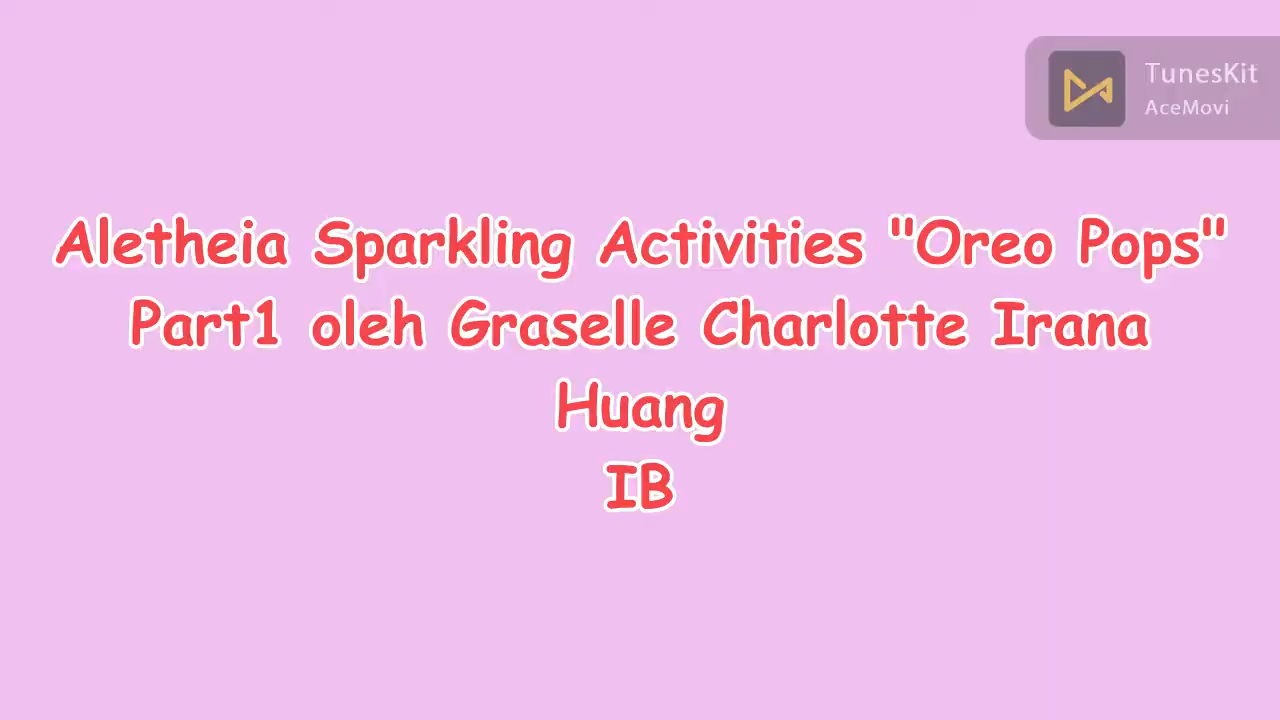 TunesKit
AceMovi
Aletheia Sparkling Activities "Oreo Pops"
Part1 oleh Graselle Charlotte Irana
Huang
IB